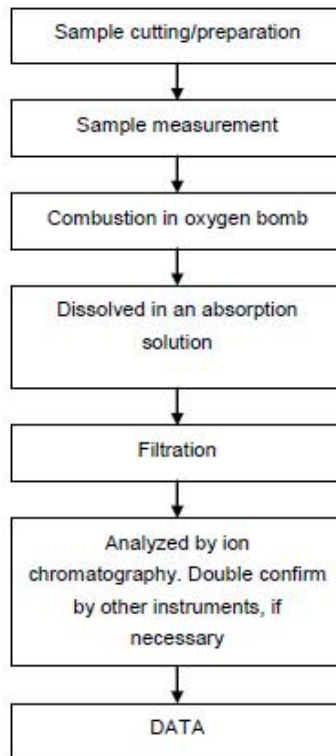 Sample cutting/preparation
Sample measurement
Combustion in oxygen bomb
Dissolved in an absorption
solution
Filtration
Analyzed by ion
chromatography. Double confirm
by other instruments, if
necessary
DATA